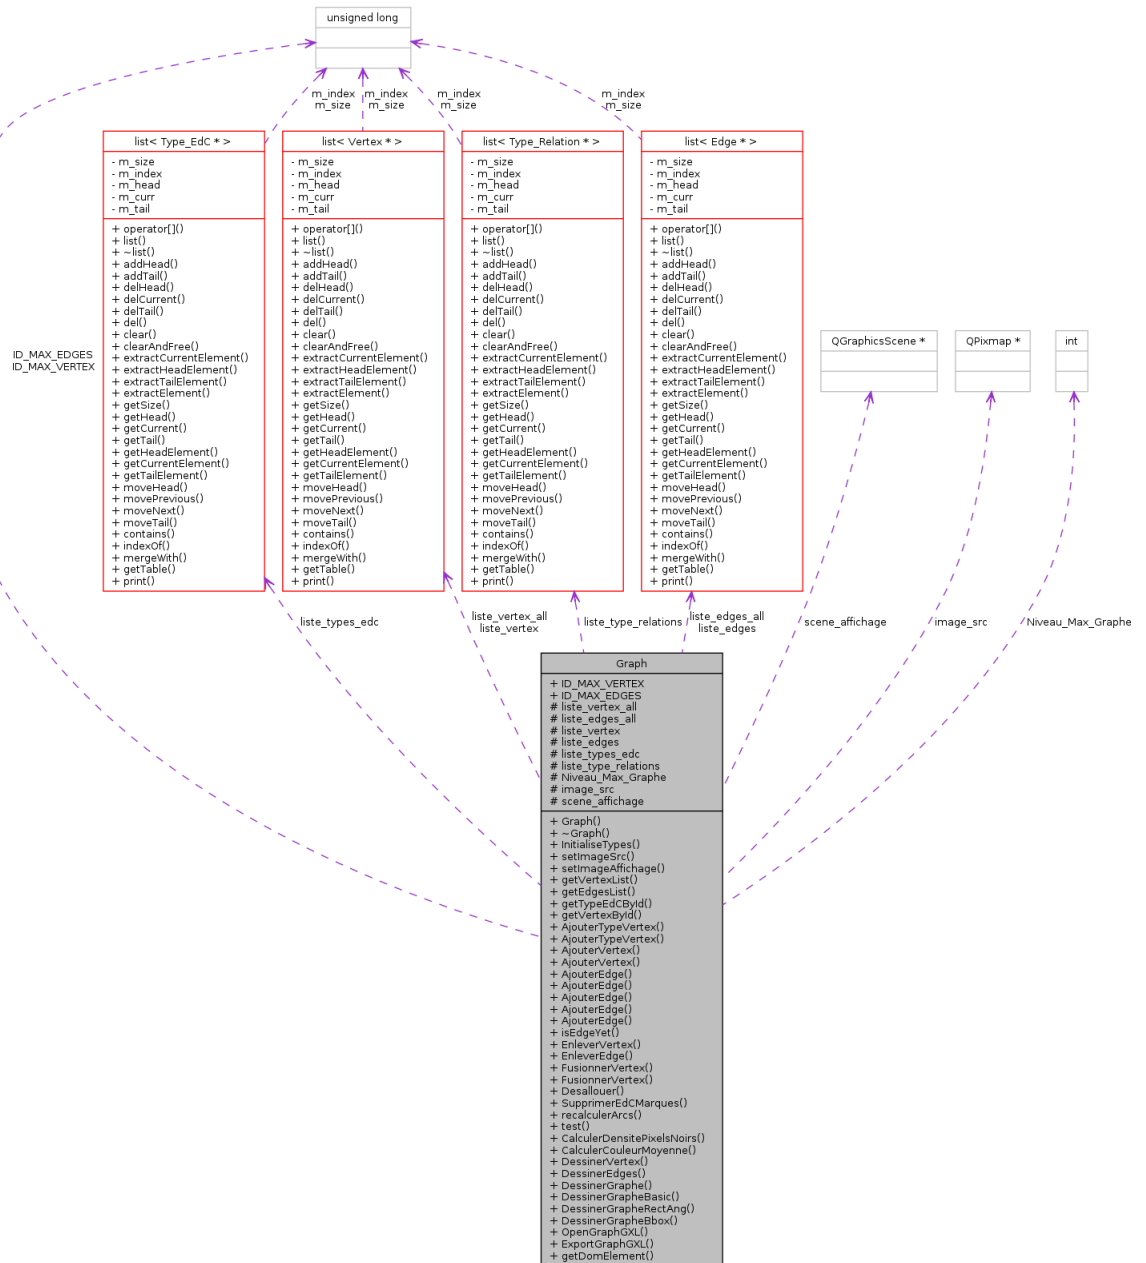 unsigned long
m_index
m_size
m_index
m_size
m_index
m_size
m_index
m_size
list< Type_EdC * >
- m_size
- m_index
- m_head
- m_curr
- m_tail
+ operator[]()
+ list()
+ ~list()
+ addHead()
+ addTail()
+ delHead()
+ delCurrent()
+ delTail()
+ del()
+ clear()
+ clearAndFree()
+ extractCurrentElement()
+ extractHeadElement()
+ extractTailElement()
+ extractElement()
+ getSize()
+ getHead()
+ getCurrent()
+ getTail()
+ getHeadElement()
+ getCurrentElement()
+ getTailElement()
+ moveHead()
+ movePrevious()
+ moveNext()
+ moveTail()
+ contains()
+ indexOf()
+ mergeWith()
+ getTable()
+ print()
list< Vertex * >
- m_size
- m_index
- m_head
- m_curr
- m_tail
+ operator[]()
+ list()
+ ~list()
+ addHead()
+ addTail()
+ delHead()
+ delCurrent()
+ delTail()
+ del()
+ clear()
+ clearAndFree()
+ extractCurrentElement()
+ extractHeadElement()
+ extractTailElement()
+ extractElement()
+ getSize()
+ getHead()
+ getCurrent()
+ getTail()
+ getHeadElement()
+ getCurrentElement()
+ getTailElement()
+ moveHead()
+ movePrevious()
+ moveNext()
+ moveTail()
+ contains()
+ indexOf()
+ mergeWith()
+ getTable()
+ print()
list< Type_Relation * >
- m_size
- m_index
- m_head
- m_curr
- m_tail
+ operator[]()
+ list()
+ ~list()
+ addHead()
+ addTail()
+ delHead()
+ delCurrent()
+ delTail()
+ del()
+ clear()
+ clearAndFree()
+ extractCurrentElement()
+ extractHeadElement()
+ extractTailElement()
+ extractElement()
+ getSize()
+ getHead()
+ getCurrent()
+ getTail()
+ getHeadElement()
+ getCurrentElement()
+ getTailElement()
+ moveHead()
+ movePrevious()
+ moveNext()
+ moveTail()
+ contains()
+ indexOf()
+ mergeWith()
+ getTable()
+ print()
list< Edge * >
- m_size
- m_index
- m_head
- m_curr
- m_tail
+ operator[]()
+ list()
+ ~list()
+ addHead()
+ addTail()
+ delHead()
+ delCurrent()
+ delTail()
+ del()
+ clear()
+ clearAndFree()
+ extractCurrentElement()
+ extractHeadElement()
+ extractTailElement()
+ extractElement()
+ getSize()
+ getHead()
+ getCurrent()
+ getTail()
+ getHeadElement()
+ getCurrentElement()
+ getTailElement()
+ moveHead()
+ movePrevious()
+ moveNext()
+ moveTail()
+ contains()
+ indexOf()
+ mergeWith()
+ getTable()
+ print()
QGraphicsScene *
QPixmap *
int
ID_MAX_EDGES
ID_MAX_VERTEX
liste_types_edc
liste_vertex_all
liste_vertex
liste_type_relations
liste_edges_all
liste_edges
scene_affichage
image_src
Niveau_Max_Graphe
Graph
+ ID_MAX_VERTEX
+ ID_MAX_EDGES
# liste_vertex_all
# liste_edges_all
# liste_vertex
# liste_edges
# liste_types_edc
# liste_type_relations
# Niveau_Max_Graphe
# image_src
# scene_affichage
+ Graph()
+ ~Graph()
+ InitialiseTypes()
+ setImageSrc()
+ setImageAffichage()
+ getVertexList()
+ getEdgesList()
+ getTypeEdCById()
+ getVertexById()
+ AjouterTypeVertex()
+ AjouterTypeVertex()
+ AjouterVertex()
+ AjouterVertex()
+ AjouterEdge()
+ AjouterEdge()
+ AjouterEdge()
+ AjouterEdge()
+ AjouterEdge()
+ isEdgeYet()
+ EnleverVertex()
+ EnleverEdge()
+ FusionnerVertex()
+ FusionnerVertex()
+ Desallouer()
+ SupprimerEdCMarques()
+ recalculerArcs()
+ test()
+ CalculerDensitePixelsNoirs()
+ CalculerCouleurMoyenne()
+ DessinerVertex()
+ DessinerEdges()
+ DessinerGraphe()
+ DessinerGrapheBasic()
+ DessinerGrapheRectAng()
+ DessinerGrapheBbox()
+ OpenGraphGXL()
+ ExportGraphGXL()
+ getDomElement()